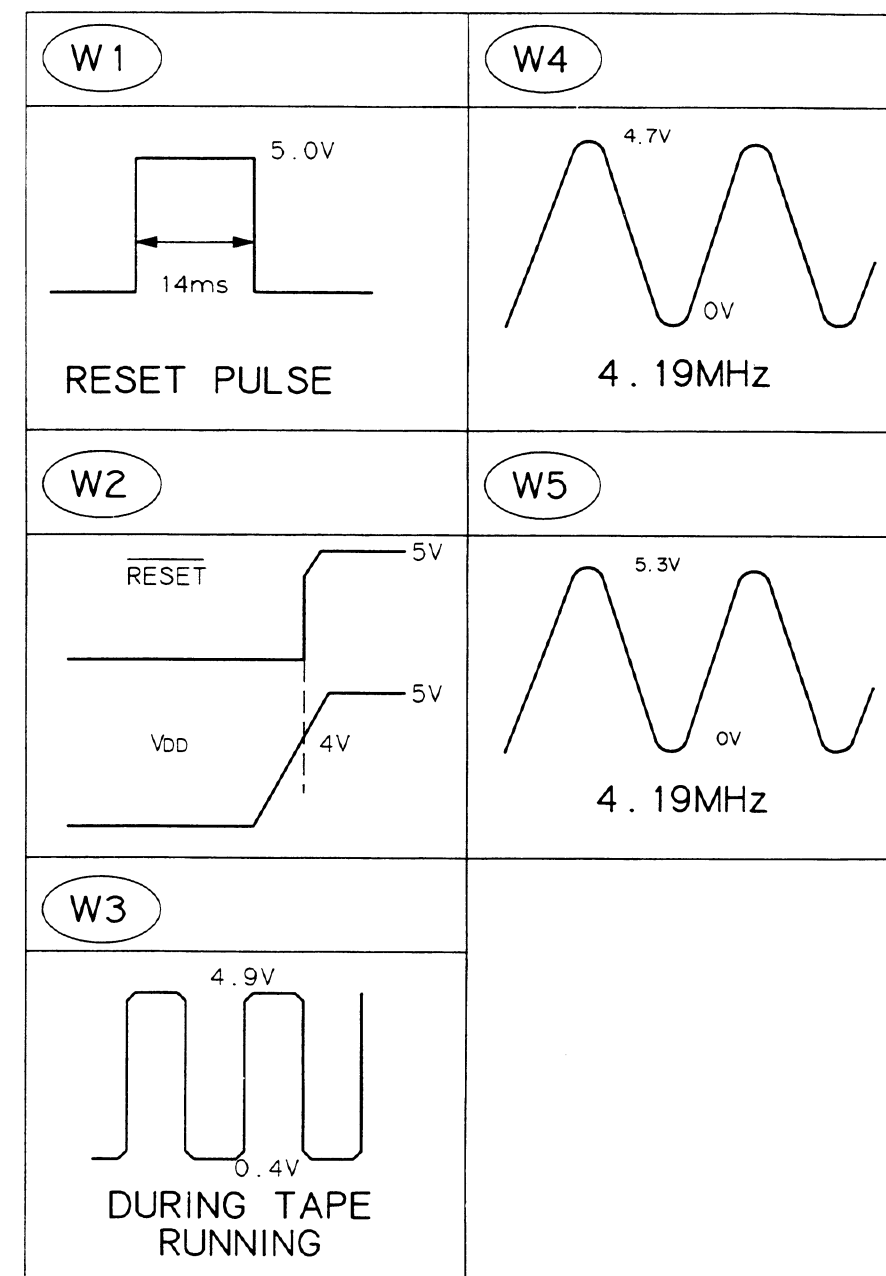 W1
5.0V
14ms
RESET PULSE
W2
RESET
5V
5V
VDD
4V
W3
4.9V
0.4V
DURING TAPE
RUNNING
W4
4.7V
0V
4.19MHz
W5
5.3V
0V
4.19MHz